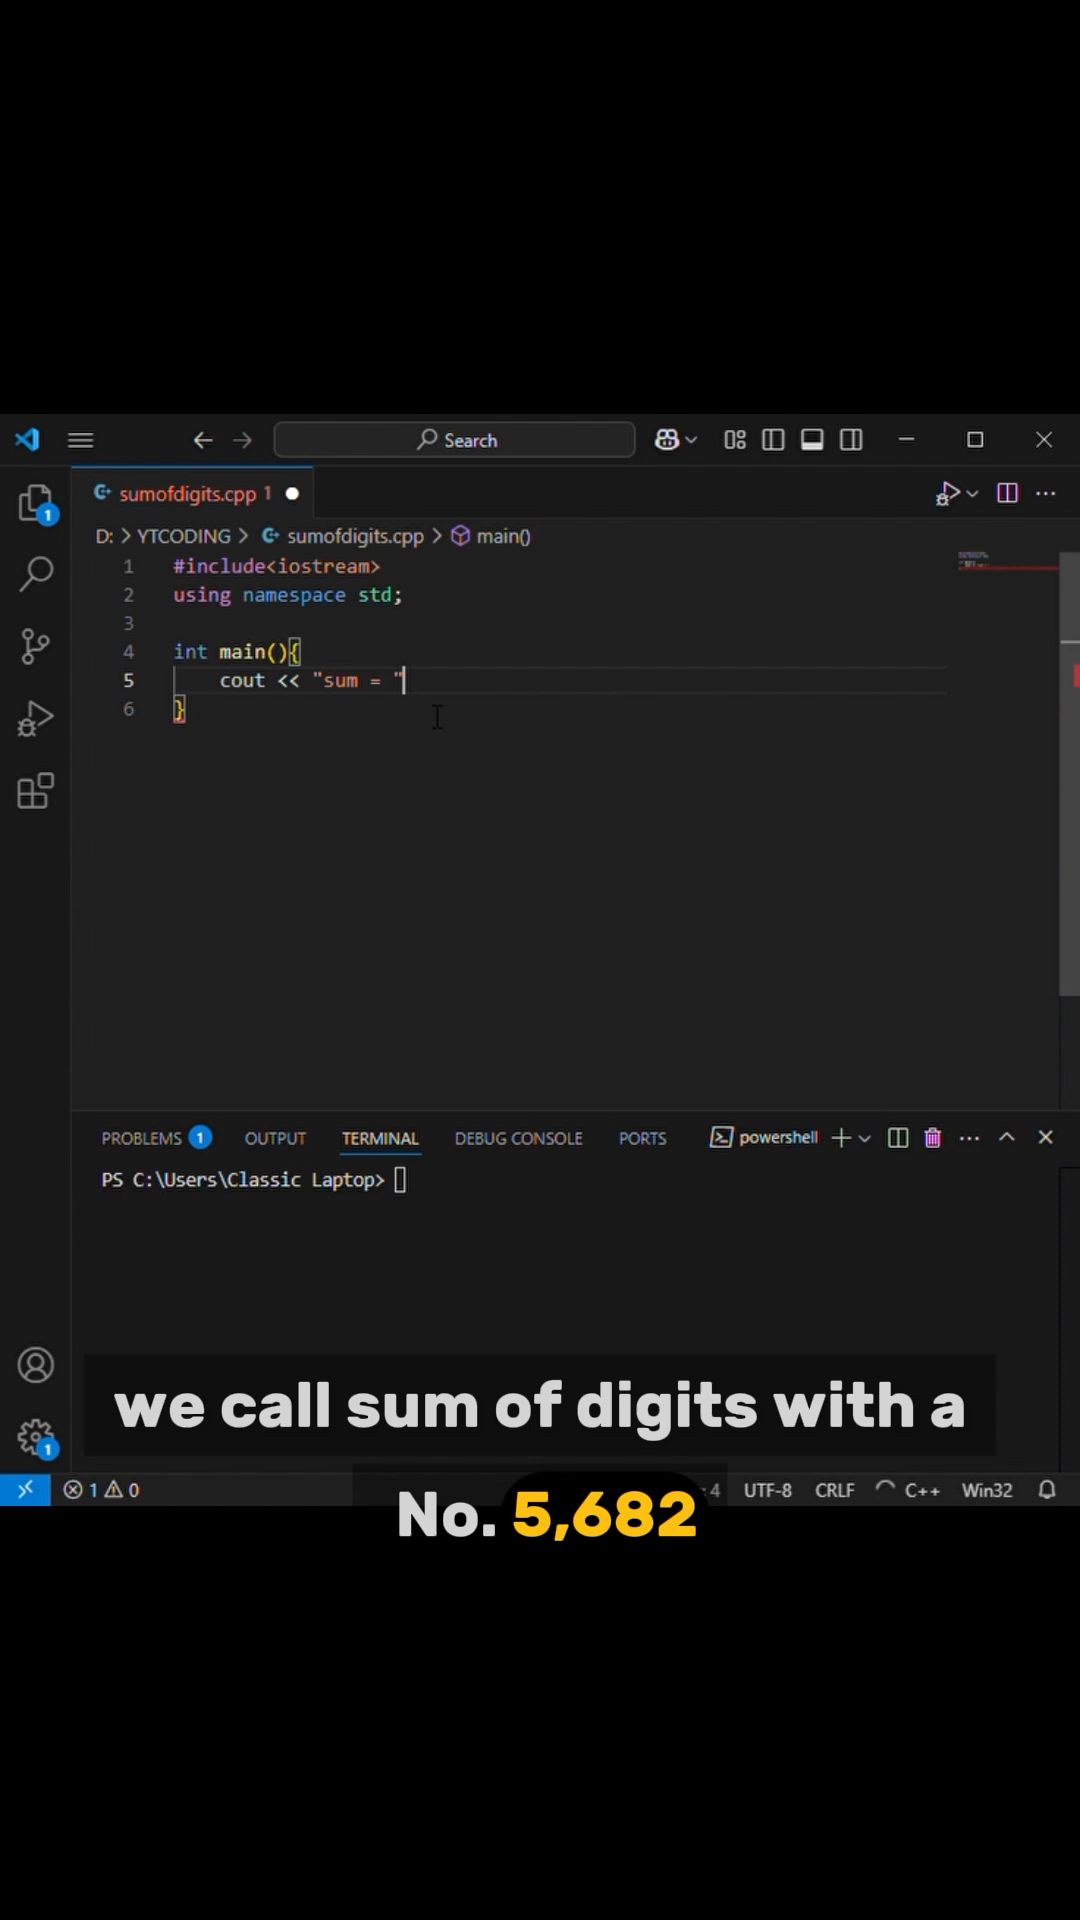 Search
sumofdigits.cpp 1
D: > YTCODING > sumofdigits.cpp > main()
1 #include<iostream>
2 using namespace std;
3
4 int main(){
5 cout << "sum = "
6 }
PROBLEMS 1 OUTPUT TERMINAL DEBUG CONSOLE PORTS powershell
PS C:\Users\Classic Laptop>
we call sum of digits with a
1
1 0 : 4 UTF-8 CRLF C++ Win32
No. 5,682